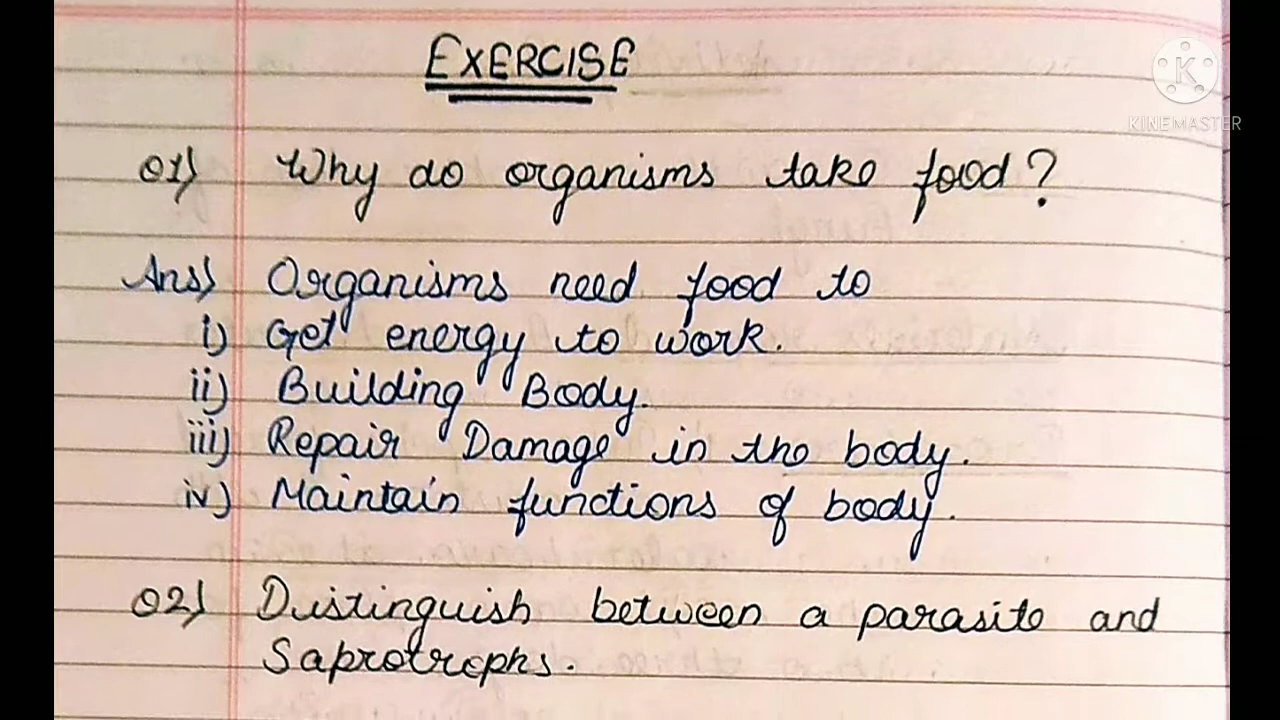 EXERCISE
KINEMASTER
Q1) Why do organisms take food?
Ans) Organisms need food to
i) Get energy to work.
ii) Building Body.
iii) Repair Damage in the body.
iv) Maintain functions of body.
Q2) Distinguish between a parasite and
Saprotrophs.